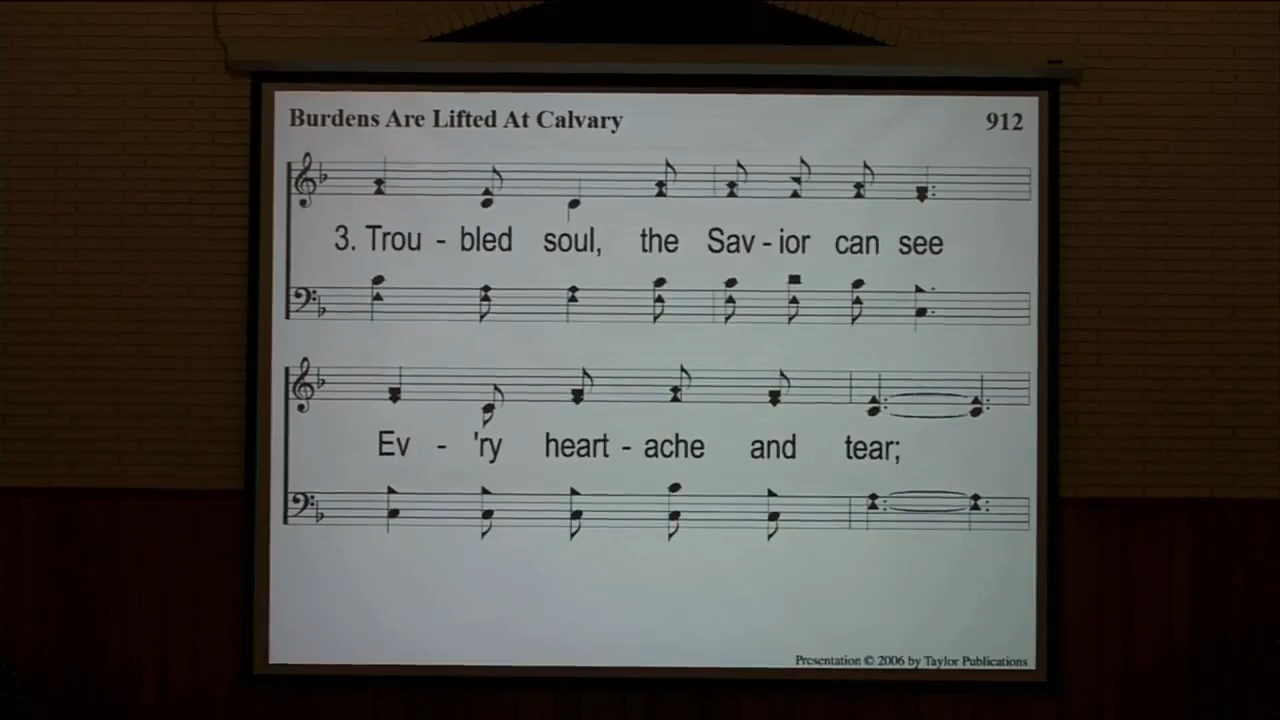 Burdens Are Lifted At Calvary 912
3. Trou - bled soul, the Sav - ior can see
Ev - 'ry heart - ache and tear;
Presentation © 2006 by Taylor Publications